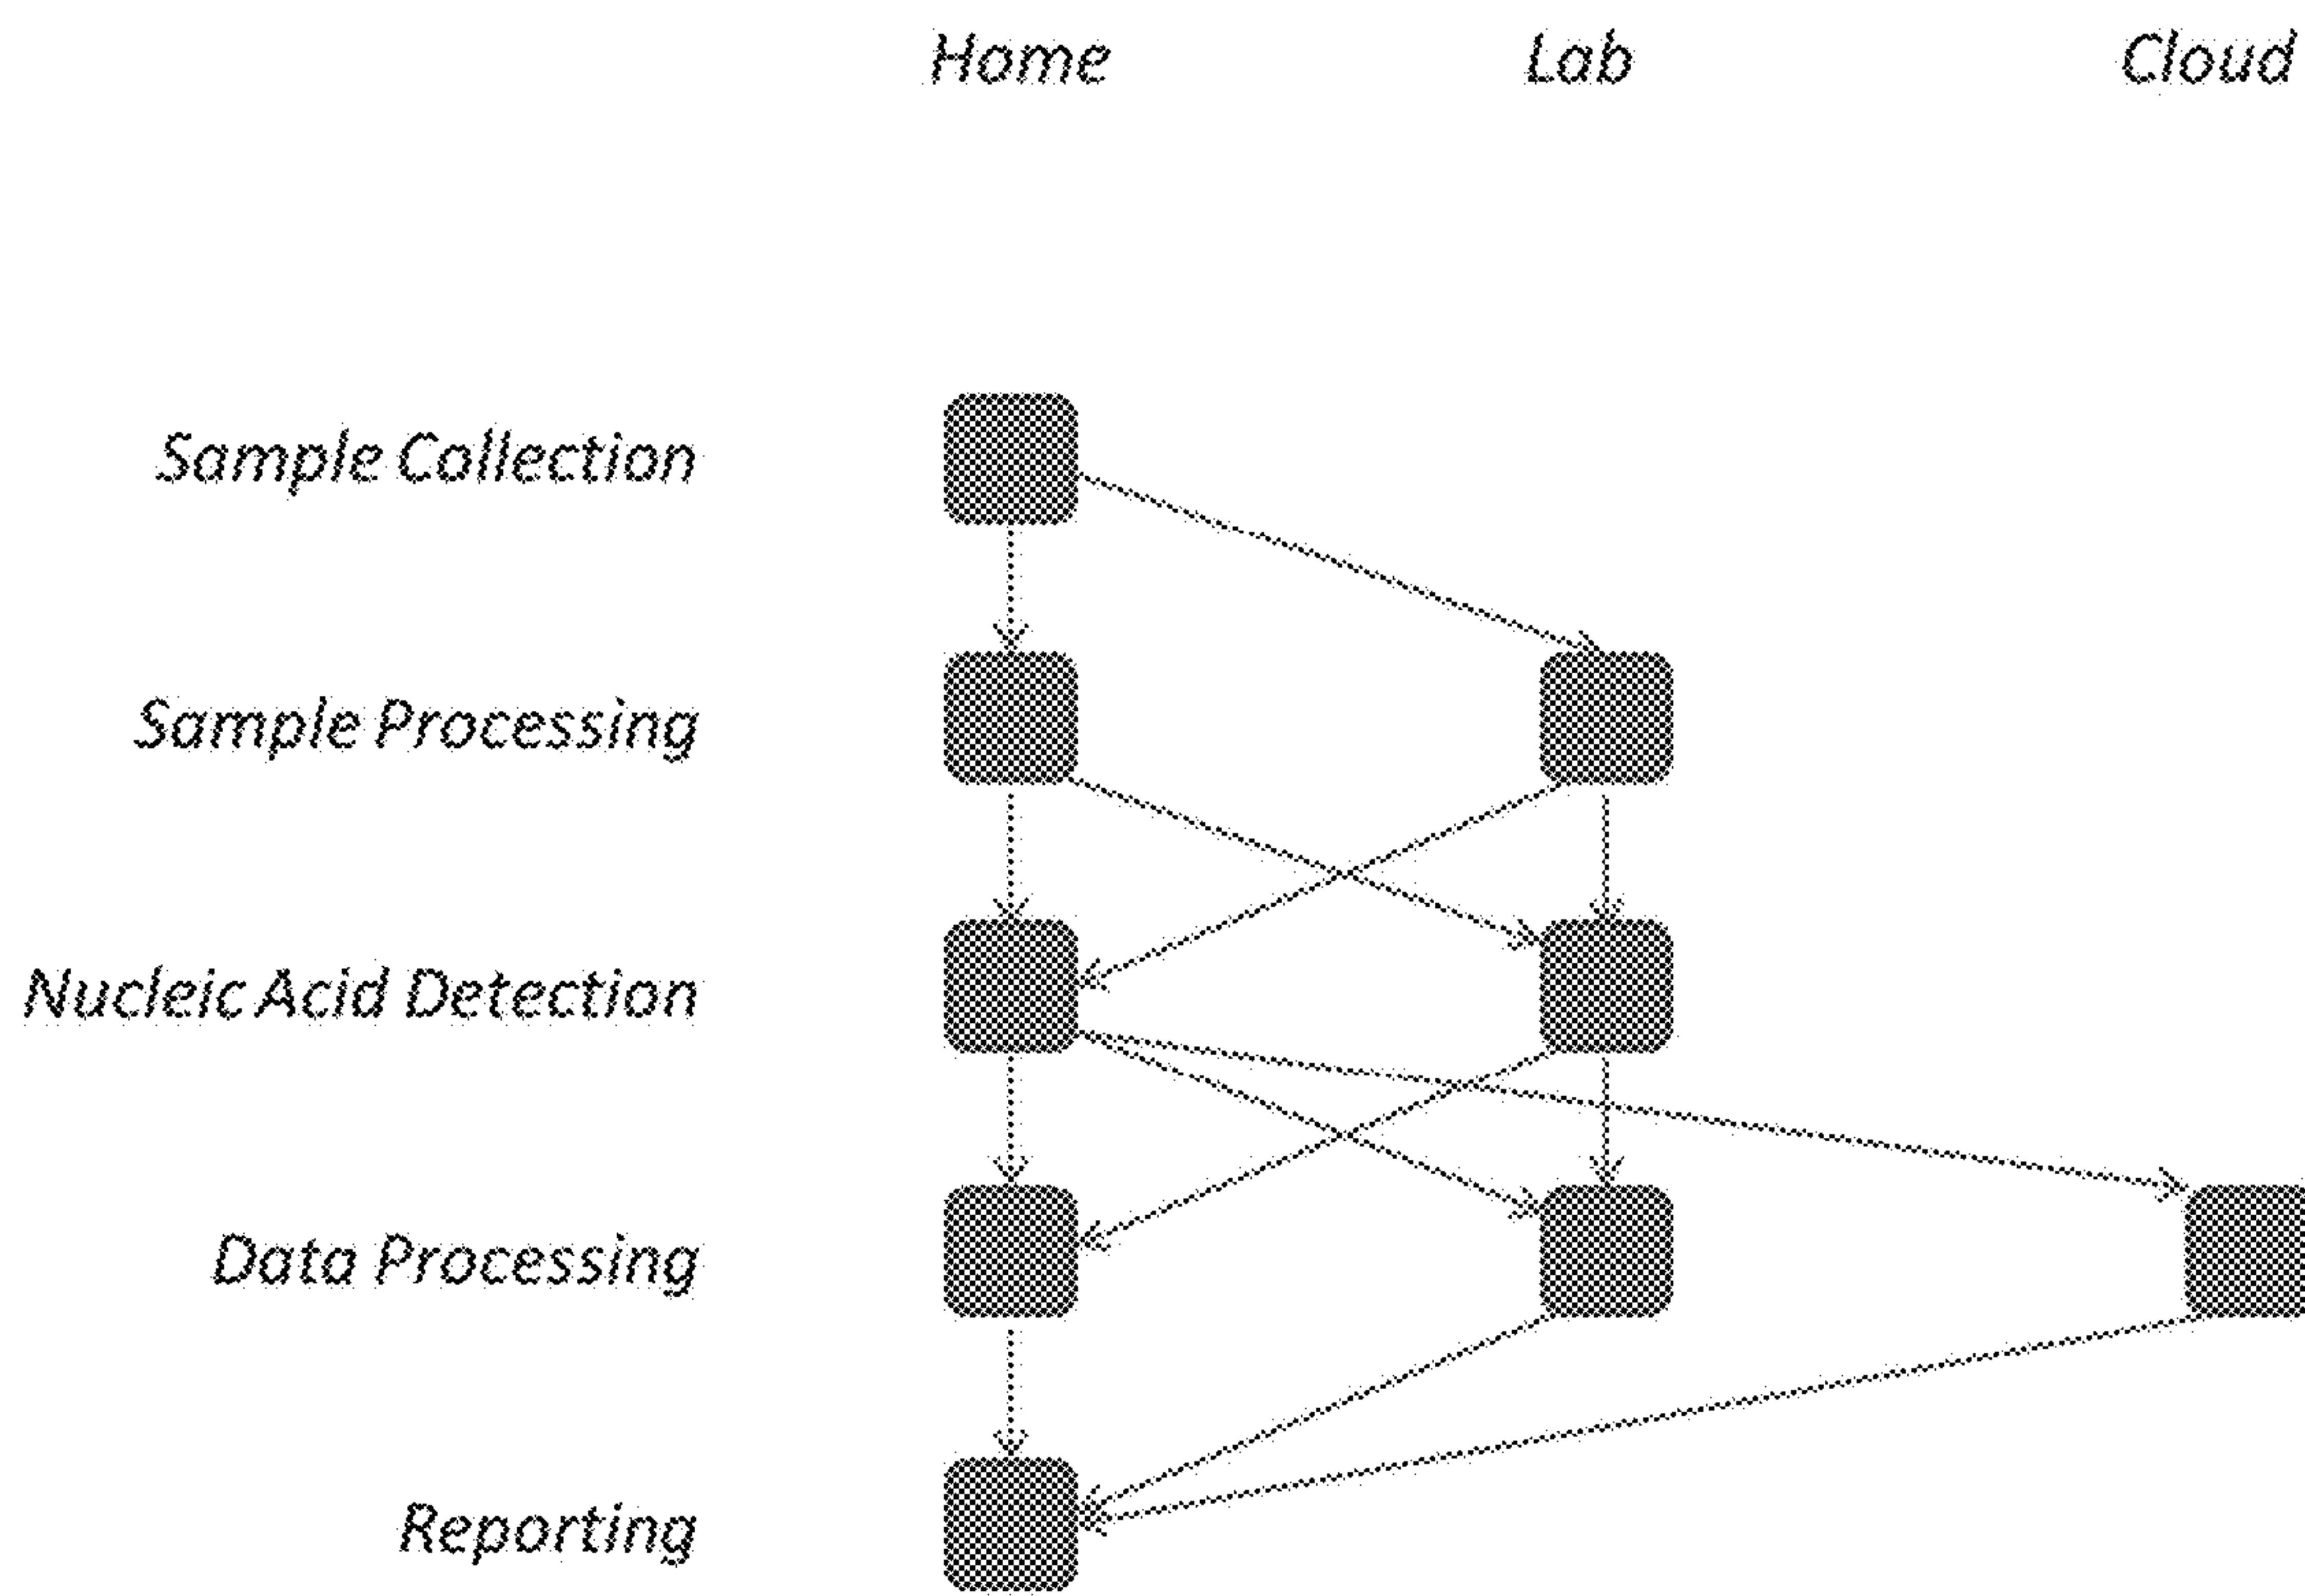 Home Lab Cloud
Sample Collection
Sample Processing
Nucleic Acid Detection
Data Processing
Reporting